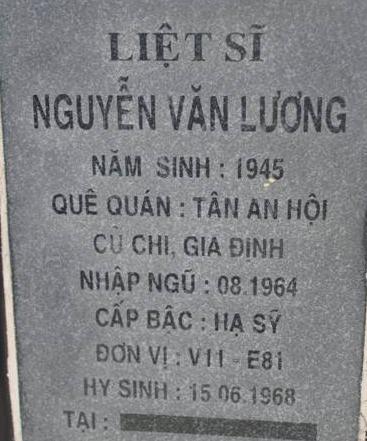 LIỆT SĨ
NGUYỄN VĂN LƯƠNG
NĂM SINH : 1945
QUÊ QUÁN : TÂN AN HỘI
CỦ CHI, GIA ĐỊNH
NHẬP NGŨ : 08.1964
CẤP BẬC : HẠ SỸ
ĐƠN VỊ : V11 - E81
HY SINH : 15.06.1968
TẠI :